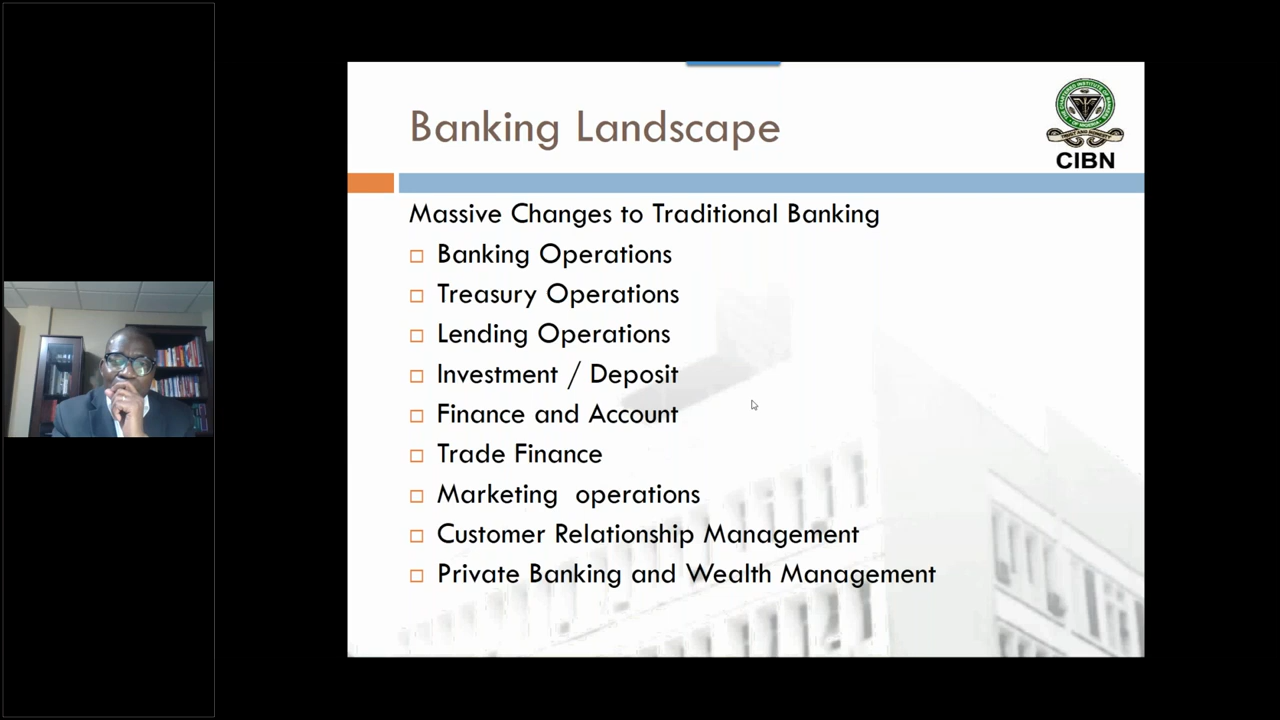 Banking Landscape
CIBN
Massive Changes to Traditional Banking
Banking Operations
Treasury Operations
Lending Operations
Investment / Deposit
Finance and Account
Trade Finance
Marketing operations
Customer Relationship Management
Private Banking and Wealth Management